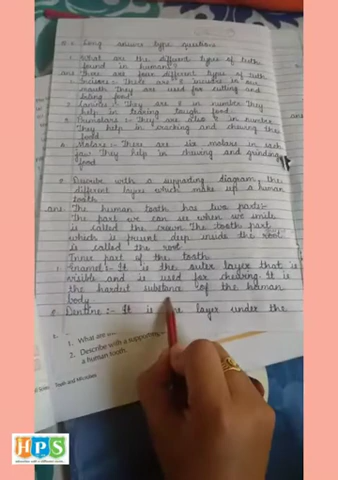 Q. Long answer type questions
1. What are the different types of teeth
found in humans?
ans. There are four different types of teeth
Incisors - There are 8 incisors in our
mouth They are used for cutting and
biting food
2. Canines - They are 4 in number They
help in tearing tough food
3. Premolars :- They are also 8 in number
They help in cracking and chewing the
food
4. Molars :- There are six molars in each
jaw They help in chewing and grinding
food
2. Describe with a supporting diagram, the
different layers which make up a human
tooth
ans. The human tooth has two parts:-
The part we can see when we smile
is called the crown The tooth part
which is present deep inside the root
is called the root
Inner part of the tooth
1. Enamel :- It is the outer layer that is
visible and is used for chewing. It is
the hardest substance of the human
body
2. Dentine :- It is layer under the
1. What are
2. Describe with a supporting
a human tooth.
Teeth and Microbes
HPS